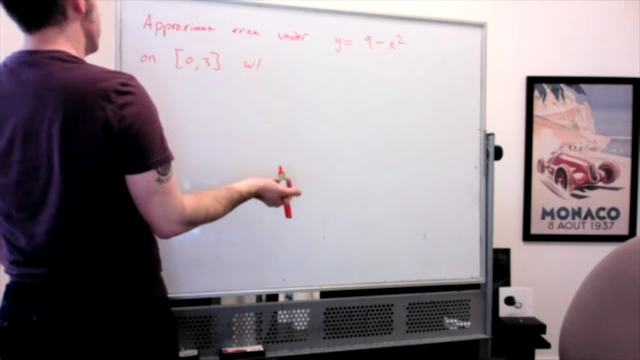 Approximate area under y = 9 - x²
on [0,3] w/
MONACO
8 AOUT 1937